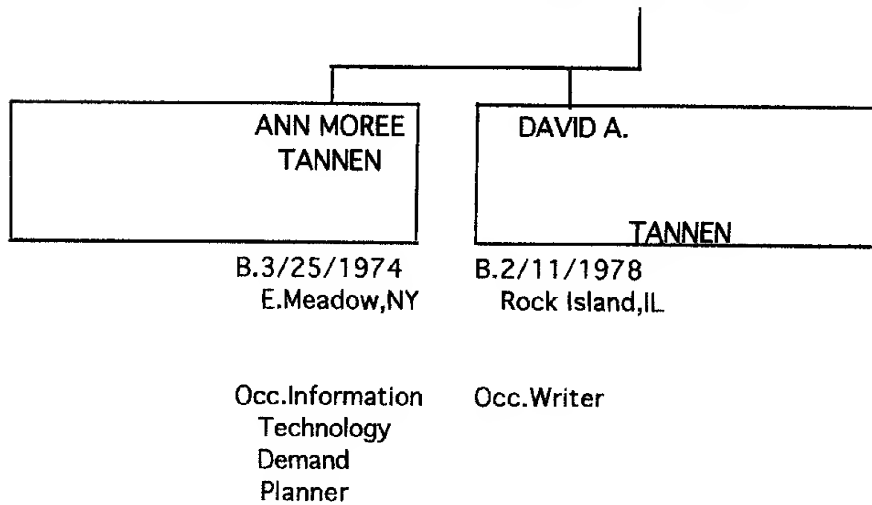 ANN MOREE
TANNEN
B.3/25/1974
E.Meadow,NY
Occ.Information
Technology
Demand
Planner
DAVID A.
TANNEN
B.2/11/1978
Rock Island,IL
Occ.Writer